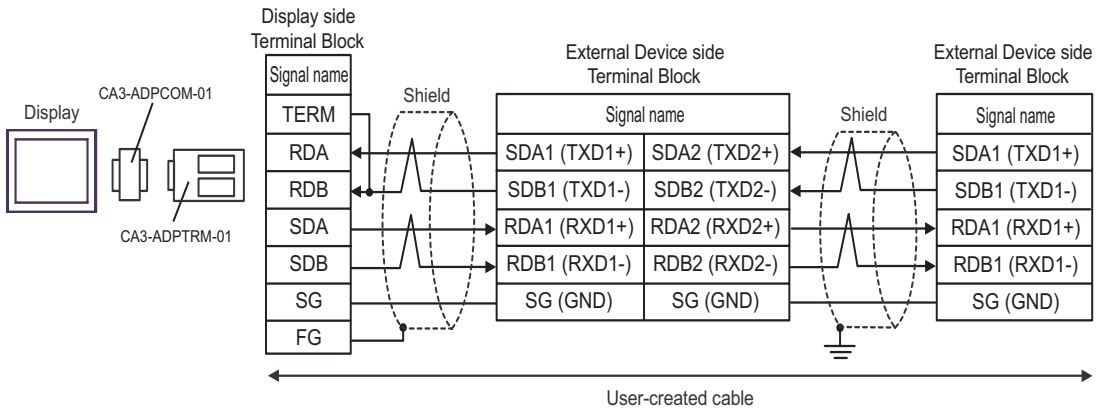 Display side
Terminal Block
External Device side
Terminal Block
External Device side
Terminal Block
Display
CA3-ADPCOM-01
CA3-ADPTRM-01
Signal name
Shield
Signal name
Shield
Signal name
TERM
RDA
SDA1 (TXD1+)
SDA2 (TXD2+)
SDA1 (TXD1+)
RDB
SDB1 (TXD1-)
SDB2 (TXD2-)
SDB1 (TXD1-)
SDA
RDA1 (RXD1+)
RDA2 (RXD2+)
RDA1 (RXD1+)
SDB
RDB1 (RXD1-)
RDB2 (RXD2-)
RDB1 (RXD1-)
SG
SG (GND)
SG (GND)
SG (GND)
FG
User-created cable